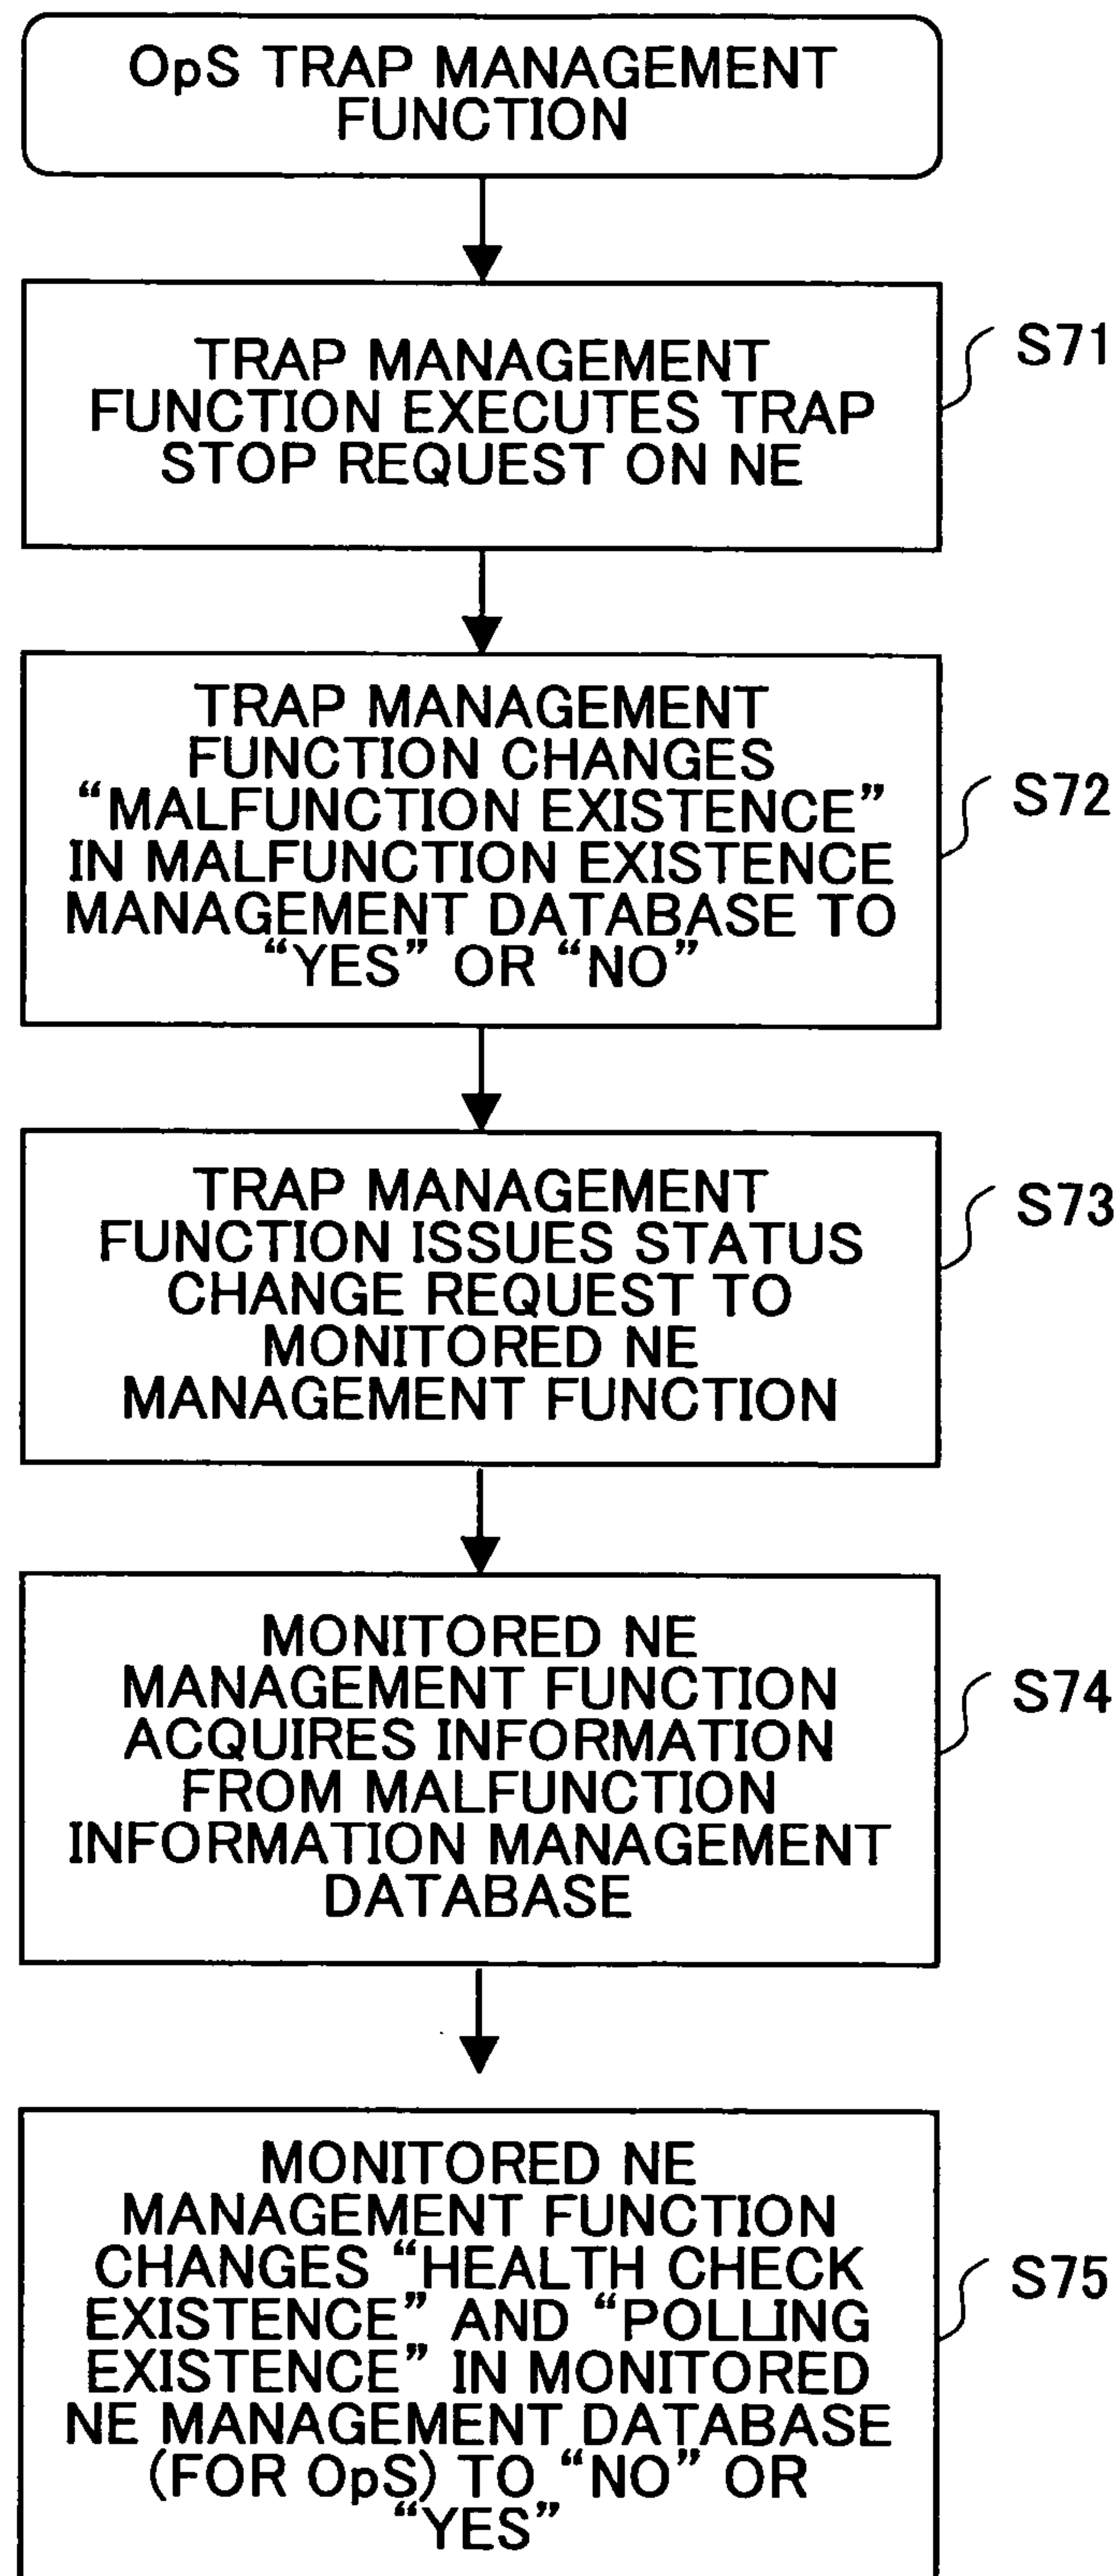 OpS TRAP MANAGEMENT
FUNCTION
TRAP MANAGEMENT
FUNCTION EXECUTES TRAP
STOP REQUEST ON NE
S71
TRAP MANAGEMENT
FUNCTION CHANGES
“MALFUNCTION EXISTENCE”
IN MALFUNCTION EXISTENCE
MANAGEMENT DATABASE TO
“YES” OR “NO”
S72
TRAP MANAGEMENT
FUNCTION ISSUES STATUS
CHANGE REQUEST TO
MONITORED NE
MANAGEMENT FUNCTION
S73
MONITORED NE
MANAGEMENT FUNCTION
ACQUIRES INFORMATION
FROM MALFUNCTION
INFORMATION MANAGEMENT
DATABASE
S74
MONITORED NE
MANAGEMENT FUNCTION
CHANGES “HEALTH CHECK
EXISTENCE” AND “POLLING
EXISTENCE” IN MONITORED
NE MANAGEMENT DATABASE
(FOR OpS) TO “NO” OR
“YES”
S75